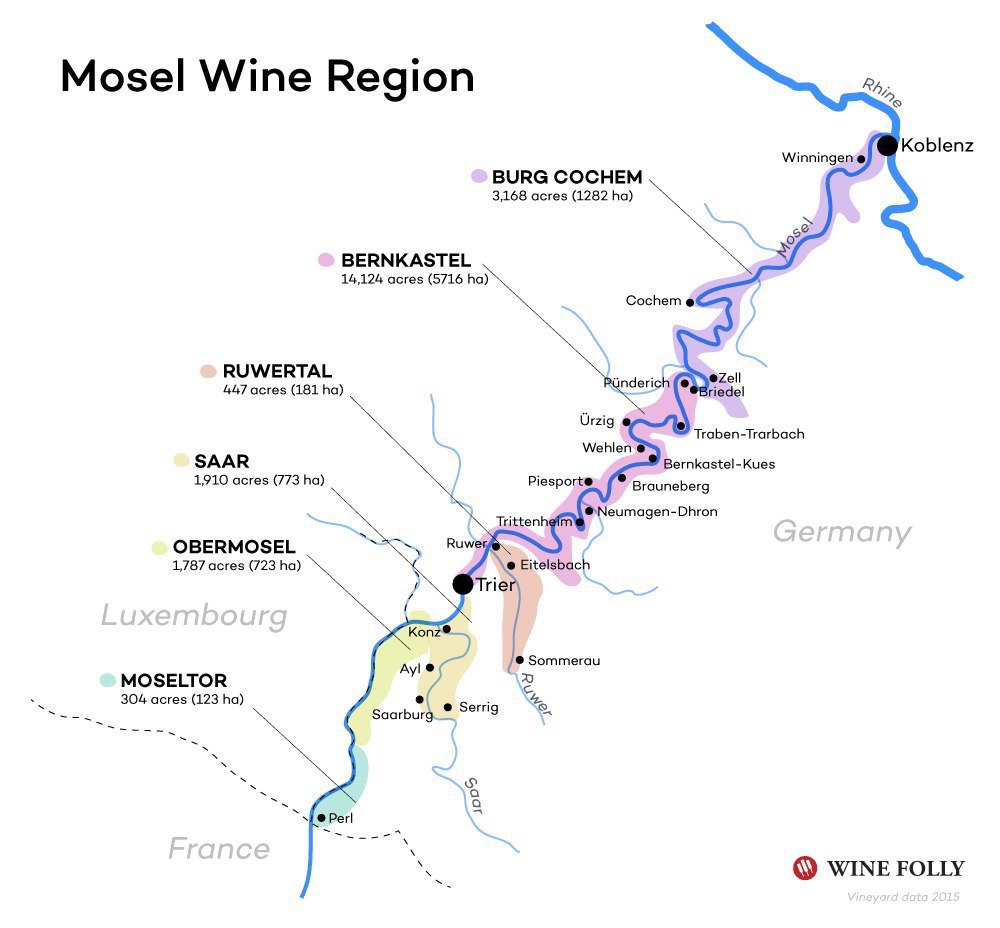 Mosel Wine Region
Rhine
Koblenz
Winningen
BURG COCHEM
3,168 acres (1282 ha)
Mosel
BERNKASTEL
14,124 acres (5716 ha)
Cochem
RUWERTAL
447 acres (181 ha)
Pünderich
Zell
Briedel
Ürzig
Traben-Trarbach
Wehlen
Bernkastel-Kues
SAAR
1,910 acres (773 ha)
Piesport
Brauneberg
Neumagen-Dhron
Trittenheim
Germany
OBERMOSEL
1,787 acres (723 ha)
Ruwer
Eitelsbach
Trier
Luxembourg
Konz
Ayl
Sommerau
MOSELTOR
304 acres (123 ha)
Ruwer
Saarburg
Serrig
Saar
Perl
France
WINE FOLLY
Vineyard data 2015